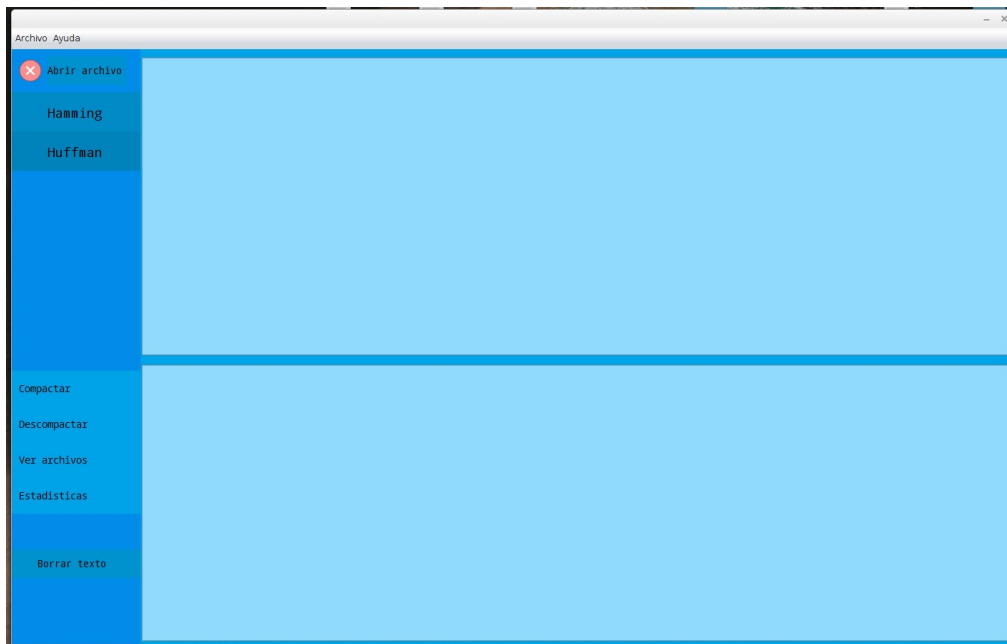 Archivo Ayuda
Abrir archivo
Hamming
Huffman
Compactar
Descompactar
Ver archivos
Estadisticas
Borrar texto